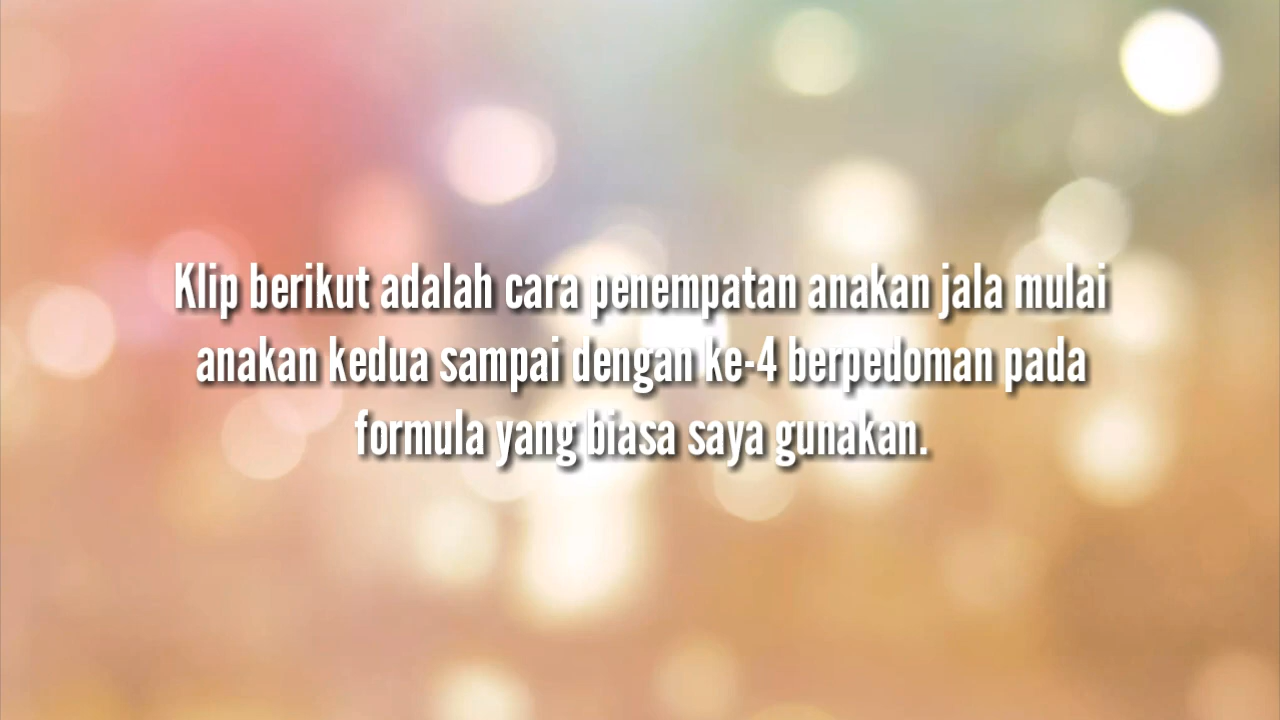 Klip berikut adalah cara penempatan anakan jala mulai
anakan kedua sampai dengan ke-4 berpedoman pada
formula yang biasa saya gunakan.